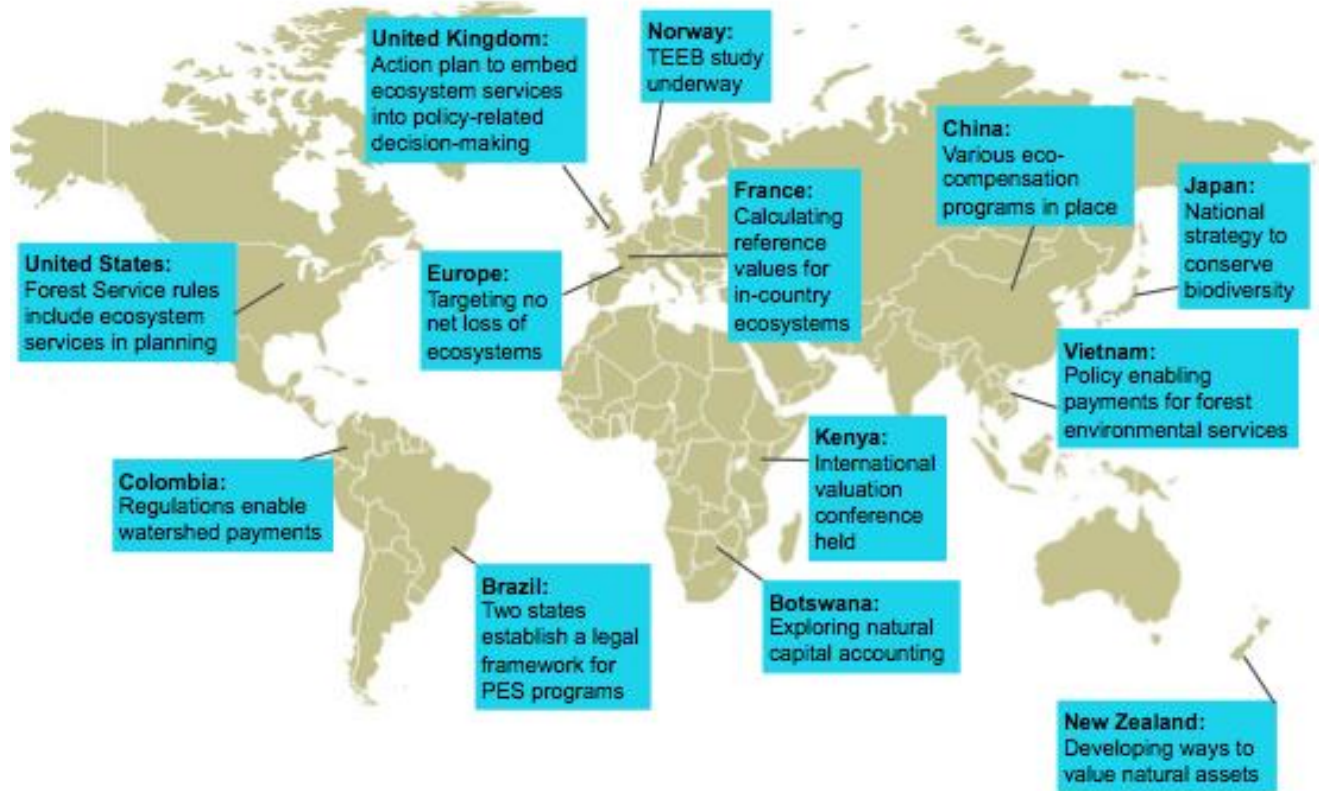 United Kingdom:
Action plan to embed
ecosystem services
into policy-related
decision-making
Norway:
TEEB study
underway
China:
Various eco-
compensation
programs in place
France:
Calculating
reference
values for
in-country
ecosystems
Japan:
National
strategy to
conserve
biodiversity
United States:
Forest Service rules
include ecosystem
services in planning
Europe:
Targeting no
net loss of
ecosystems
Vietnam:
Policy enabling
payments for forest
environmental services
Kenya:
International
valuation
conference
held
Colombia:
Regulations enable
watershed payments
Brazil:
Two states
establish a legal
framework for
PES programs
Botswana:
Exploring natural
capital accounting
New Zealand:
Developing ways to
value natural assets